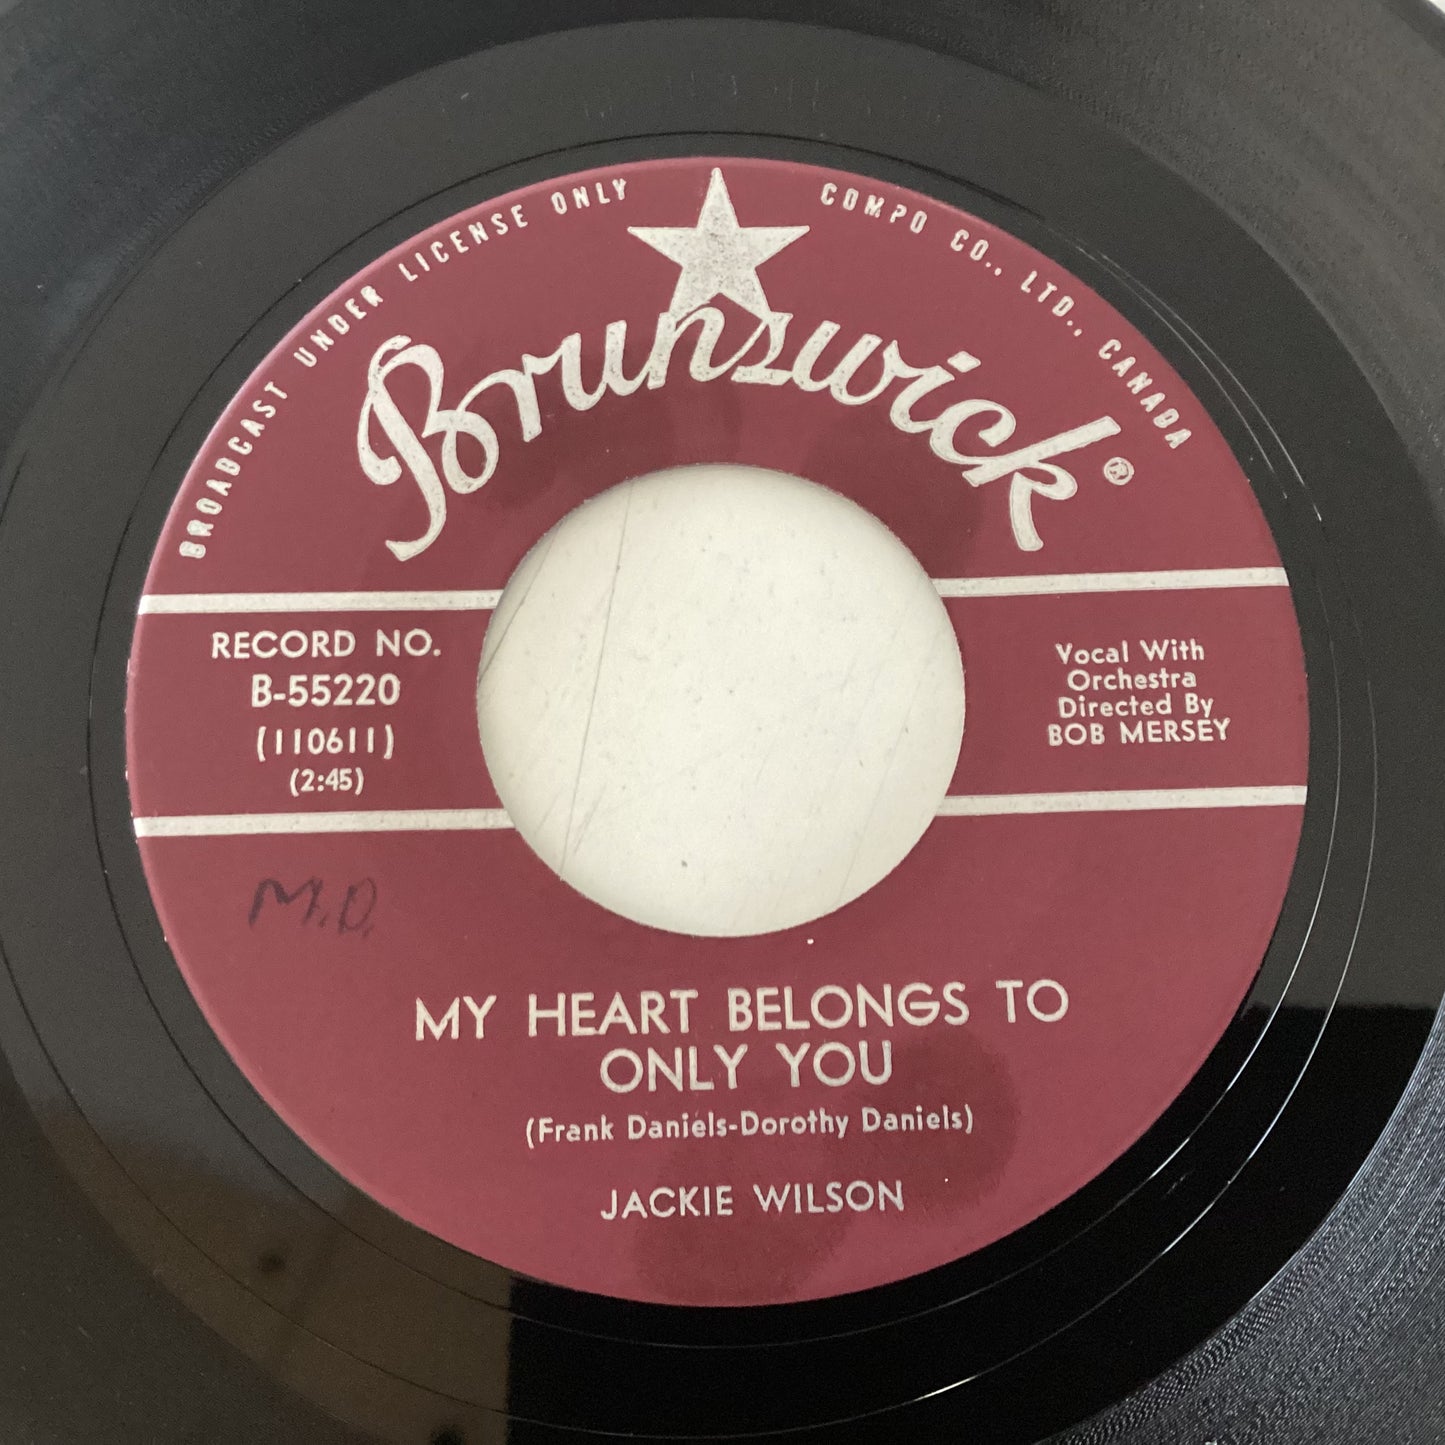 BROADCAST UNDER LICENSE ONLY
COMPO CO., LTD., CANADA
Brunswick®
RECORD NO.
B-55220
(110611)
(2:45)
Vocal With
Orchestra
Directed By
BOB MERSEY
M.D.
MY HEART BELONGS TO
ONLY YOU
(Frank Daniels-Dorothy Daniels)
JACKIE WILSON